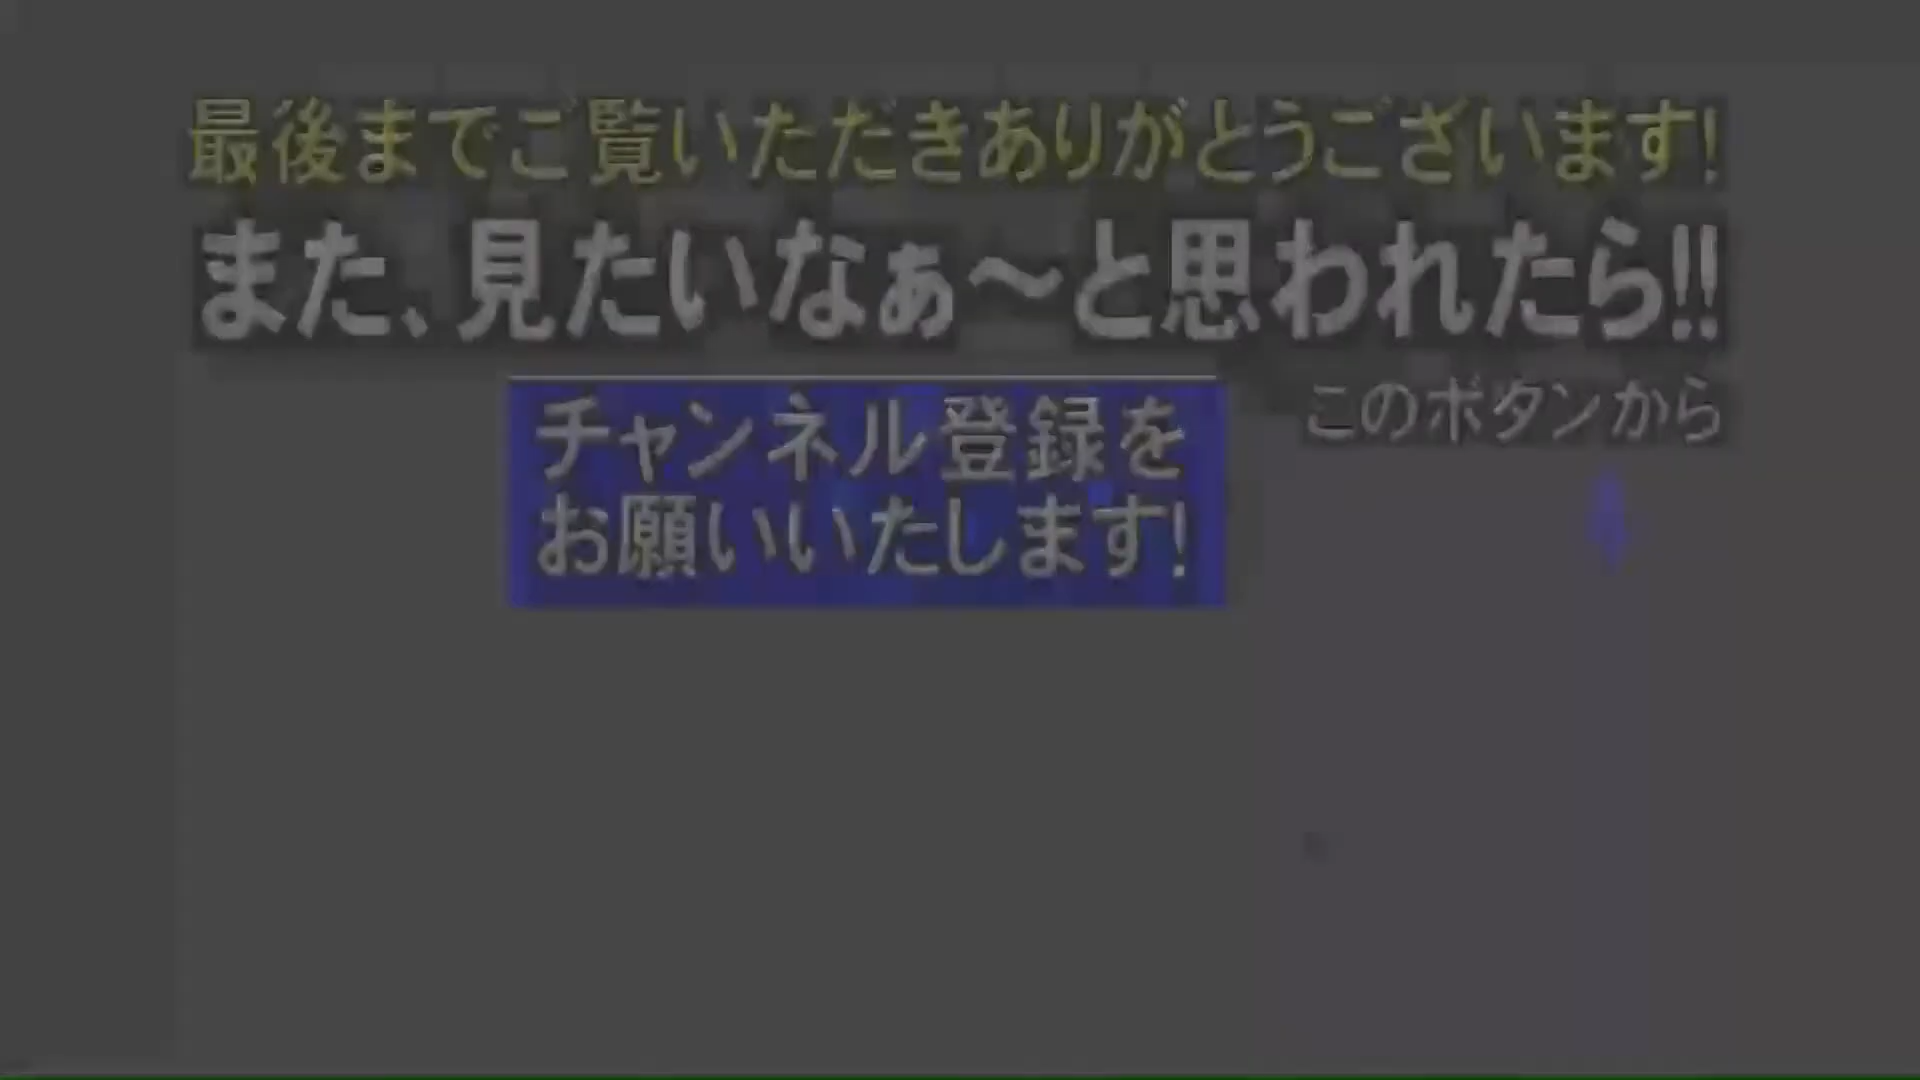 最後までご覧いただきありがとうございます!
また、見たいなぁ～と思われたら!!
このボタンから
チャンネル登録を
お願いいたします!